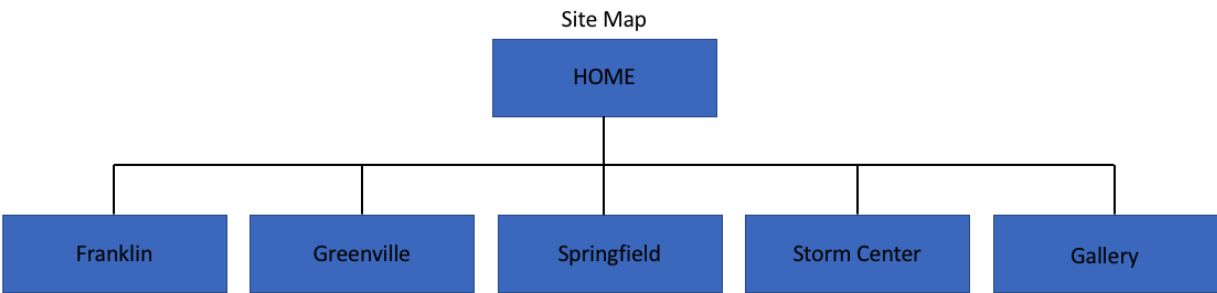 Site Map
HOME
Franklin
Greenville
Springfield
Storm Center
Gallery